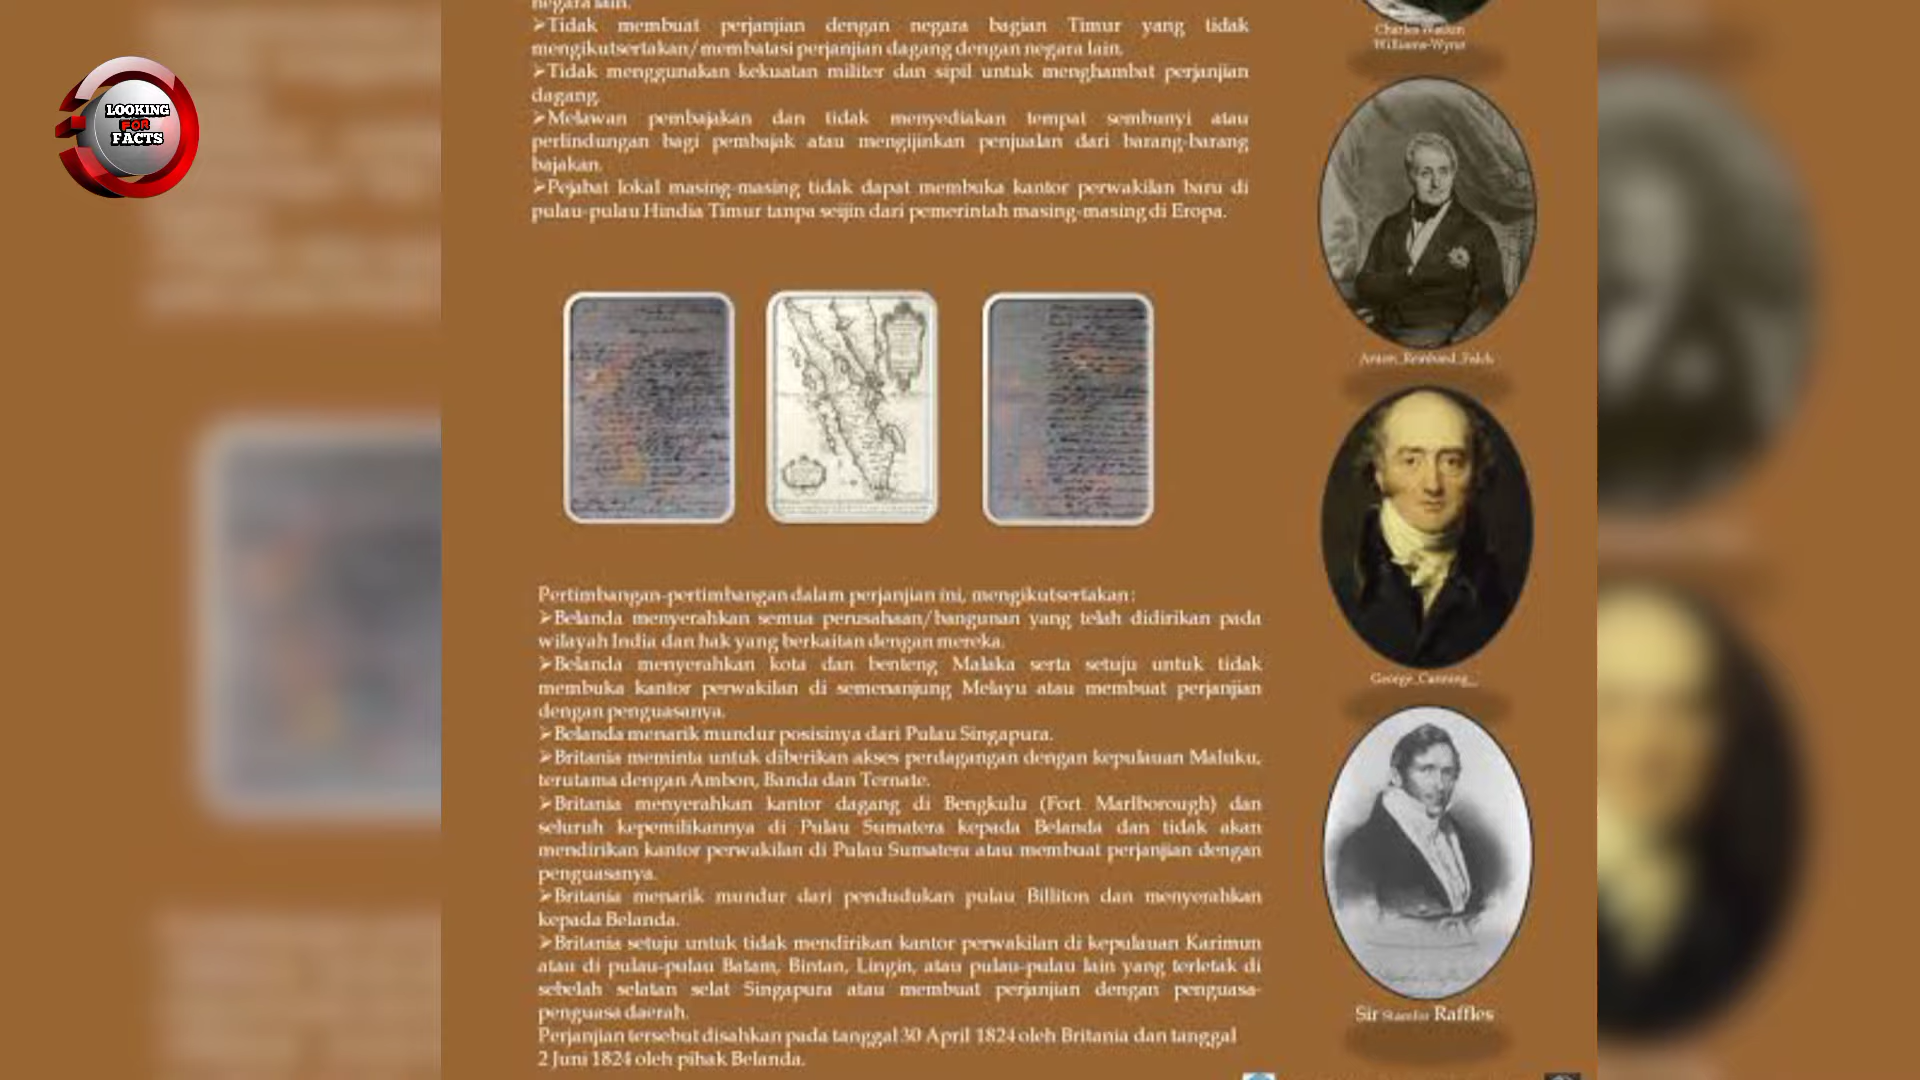 LOOKING
FOR
FACTS
negara lain.
➢Tidak membuat perjanjian dengan negara bagian Timur yang tidak
mengikutsertakan/membatasi perjanjian dagang dengan negara lain.
➢Tidak menggunakan kekuatan militer dan sipil untuk menghambat perjanjian
dagang.
➢Melawan pembajakan dan tidak menyediakan tempat sembunyi atau
perlindungan bagi pembajak atau mengijinkan penjualan dari barang-barang
bajakan.
➢Pejabat lokal masing-masing tidak dapat membuka kantor perwakilan baru di
pulau-pulau Hindia Timur tanpa seijin dari pemerintah masing-masing di Eropa.
Pertimbangan-pertimbangan dalam perjanjian ini, mengikutsertakan:
➢Belanda menyerahkan semua perusahaan/bangunan yang telah didirikan pada
wilayah India dan hak yang berkaitan dengan mereka.
➢Belanda menyerahkan kota dan benteng Malaka serta setuju untuk tidak
membuka kantor perwakilan di semenanjung Melayu atau membuat perjanjian
dengan penguasanya.
➢Belanda menarik mundur posisinya dari Pulau Singapura.
➢Britania meminta untuk diberikan akses perdagangan dengan kepulauan Maluku,
terutama dengan Ambon, Banda dan Ternate.
➢Britania menyerahkan kantor dagang di Bengkulu (Fort Marlborough) dan
seluruh kepemilikannya di Pulau Sumatera kepada Belanda dan tidak akan
mendirikan kantor perwakilan di Pulau Sumatera atau membuat perjanjian dengan
penguasanya.
➢Britania menarik mundur dari pendudukan pulau Billiton dan menyerahkan
kepada Belanda.
➢Britania setuju untuk tidak mendirikan kantor perwakilan di kepulauan Karimun
atau di pulau-pulau Batam, Bintan, Lingin, atau pulau-pulau lain yang terletak di
sebelah selatan selat Singapura atau membuat perjanjian dengan penguasa-
penguasa daerah.
Perjanjian tersebut disahkan pada tanggal 30 April 1824 oleh Britania dan tanggal
2 Juni 1824 oleh pihak Belanda.
Charles Watkin
Williams-Wynn
Anton_Reinhard_Falck
George_Canning_
Sir Stamfor Raffles